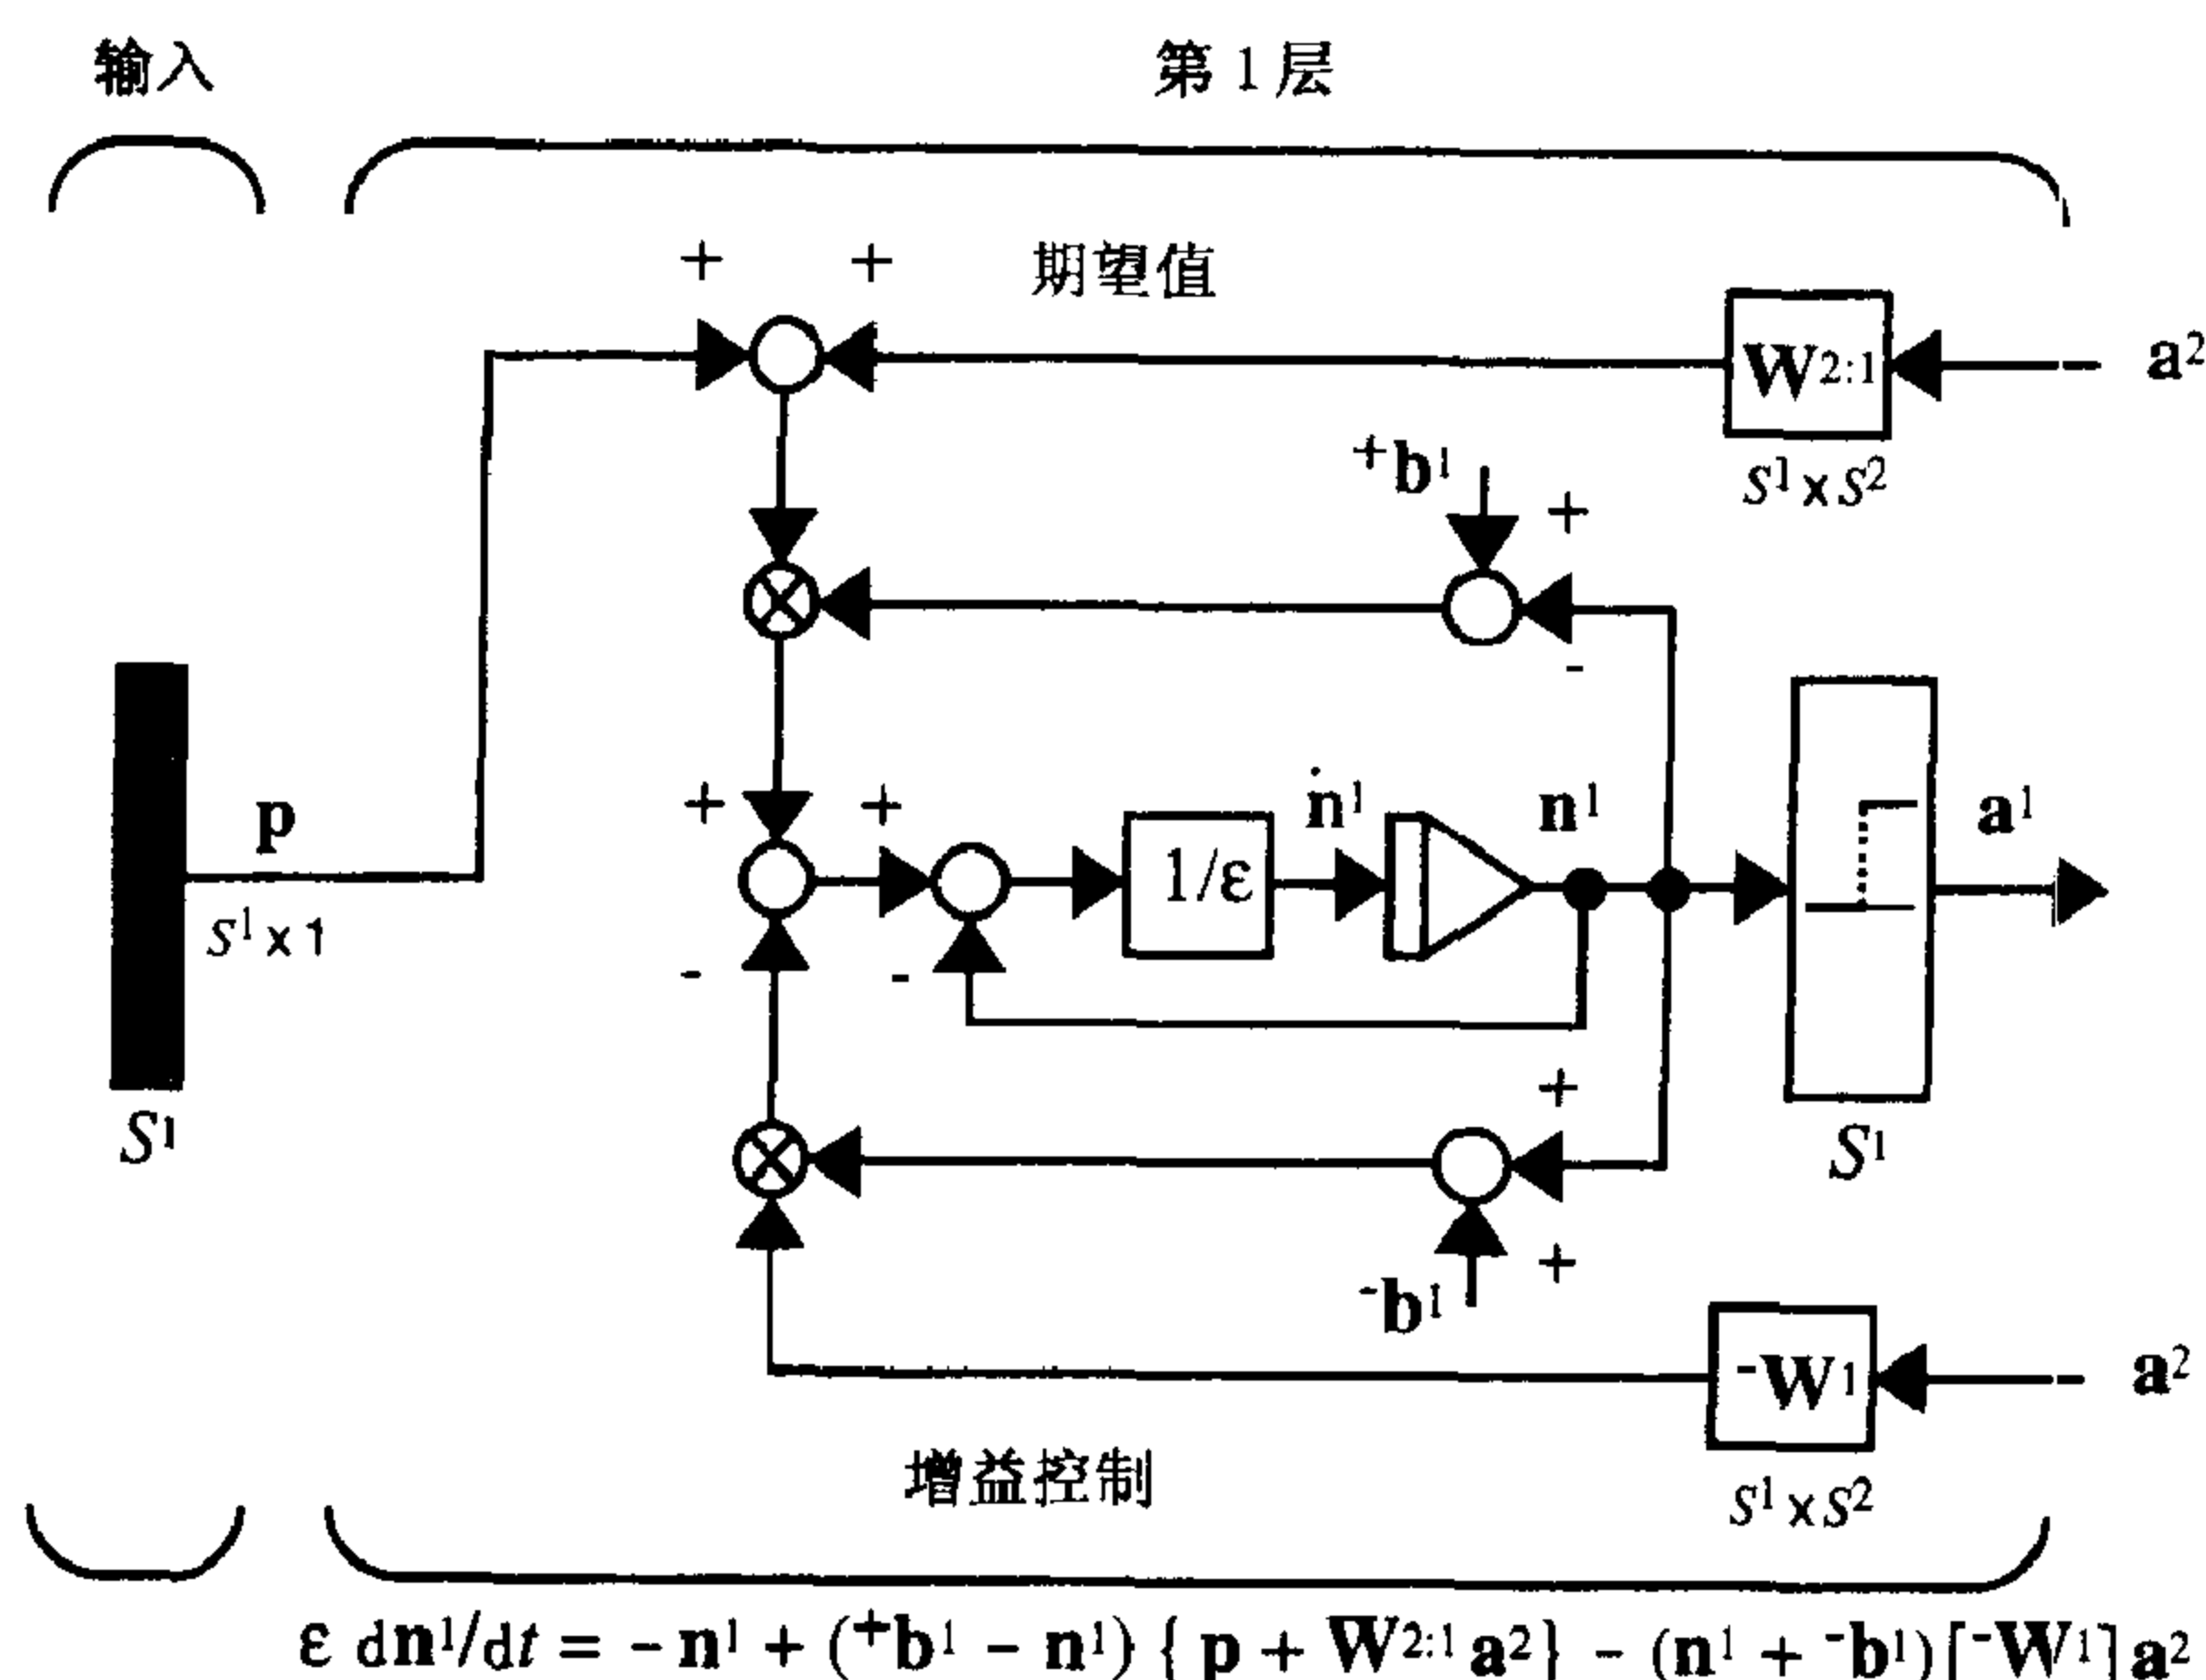 输入
第 1 层
+ + 期望值
W²:¹ a²
S¹ x S²
+b¹ +
-
p
S¹ x 1
+ + 1/ε ṅ¹ n¹ a¹
- -
S¹
+
S¹
-b¹ +
-W¹ a²
S¹ x S²
增益控制
ε dn¹/dt = - n¹ + (+b¹ - n¹) { p + W²:¹ a²} - (n¹ + -b¹) [-W¹] a²